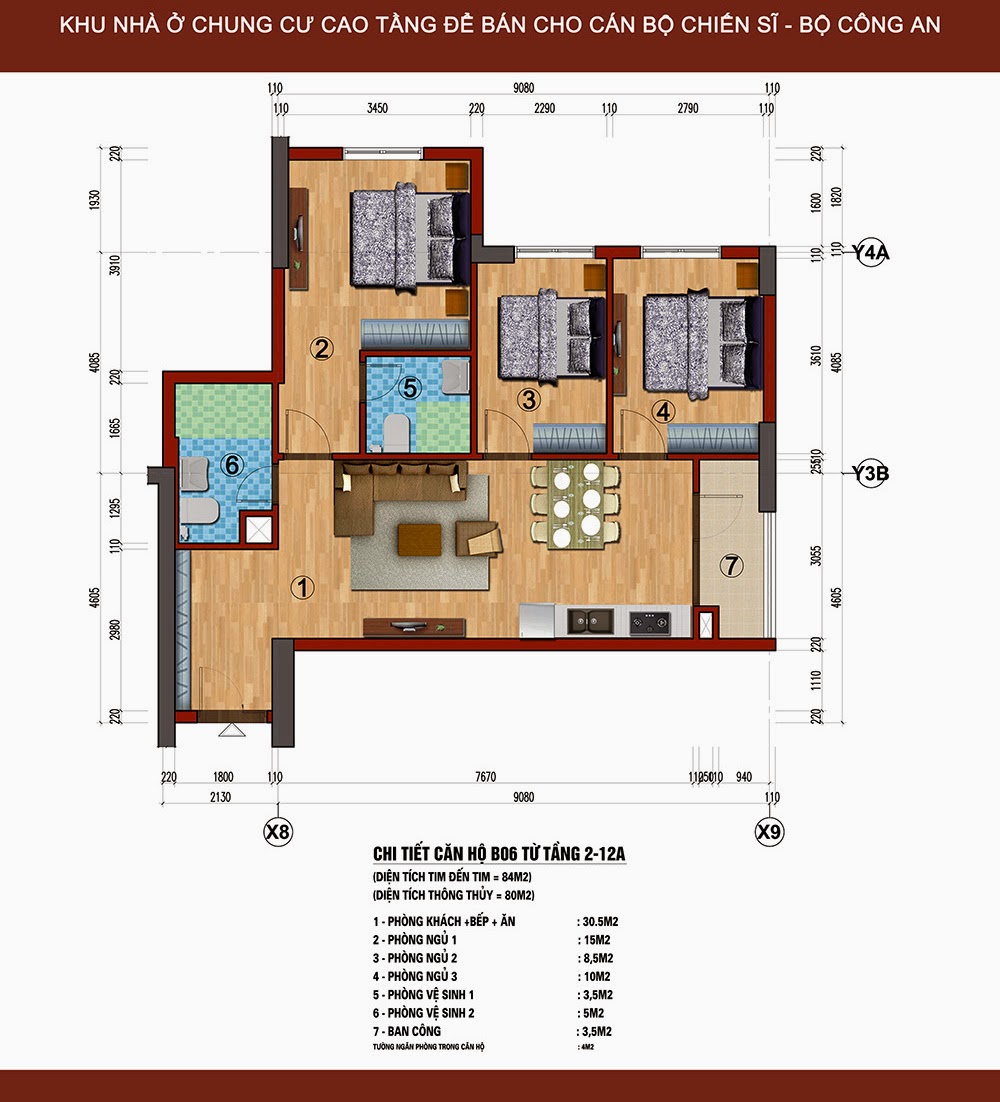 KHU NHÀ Ở CHUNG CƯ CAO TẦNG ĐỂ BÁN CHO CÁN BỘ CHIẾN SĨ - BỘ CÔNG AN
110 9080 110
110 3450 220 2290 110 2790 110
220 220
1930 1600 1820
110 110 Y4A
3910
2
3610
4085 4085
220
5
3
4
1665
6
255 110 Y3B
1295
110
7
3055
1
4605 4605
2980
220
1110
220 220
220 1800 110 7670 940
2130 9080 110
X8 X9
CHI TIẾT CĂN HỘ B06 TỪ TẦNG 2-12A
(DIỆN TÍCH TIM ĐẾN TIM = 84M2)
(DIỆN TÍCH THÔNG THỦY = 80M2)
1 - PHÒNG KHÁCH +BẾP + ĂN : 30.5M2
2 - PHÒNG NGỦ 1 : 15M2
3 - PHÒNG NGỦ 2 : 8,5M2
4 - PHÒNG NGỦ 3 : 10M2
5 - PHÒNG VỆ SINH 1 : 3,5M2
6 - PHÒNG VỆ SINH 2 : 5M2
7 - BAN CÔNG : 3,5M2
TƯỜNG NGĂN PHÒNG TRONG CĂN HỘ : 4M2